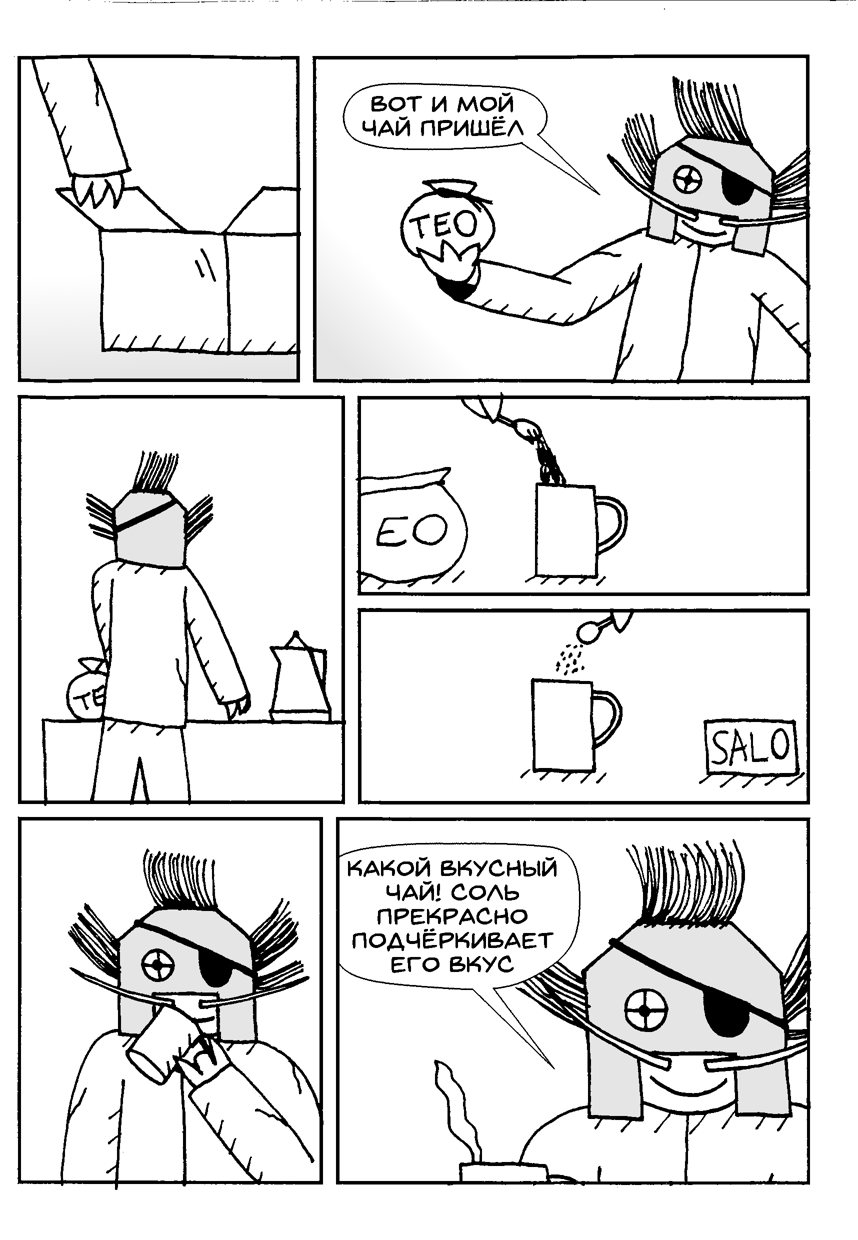 ВОТ И МОЙ
ЧАЙ ПРИШЁЛ
TEO
TE
EO
SALO
КАКОЙ ВКУСНЫЙ
ЧАЙ! СОЛЬ
ПРЕКРАСНО
ПОДЧЁРКИВАЕТ
ЕГО ВКУС